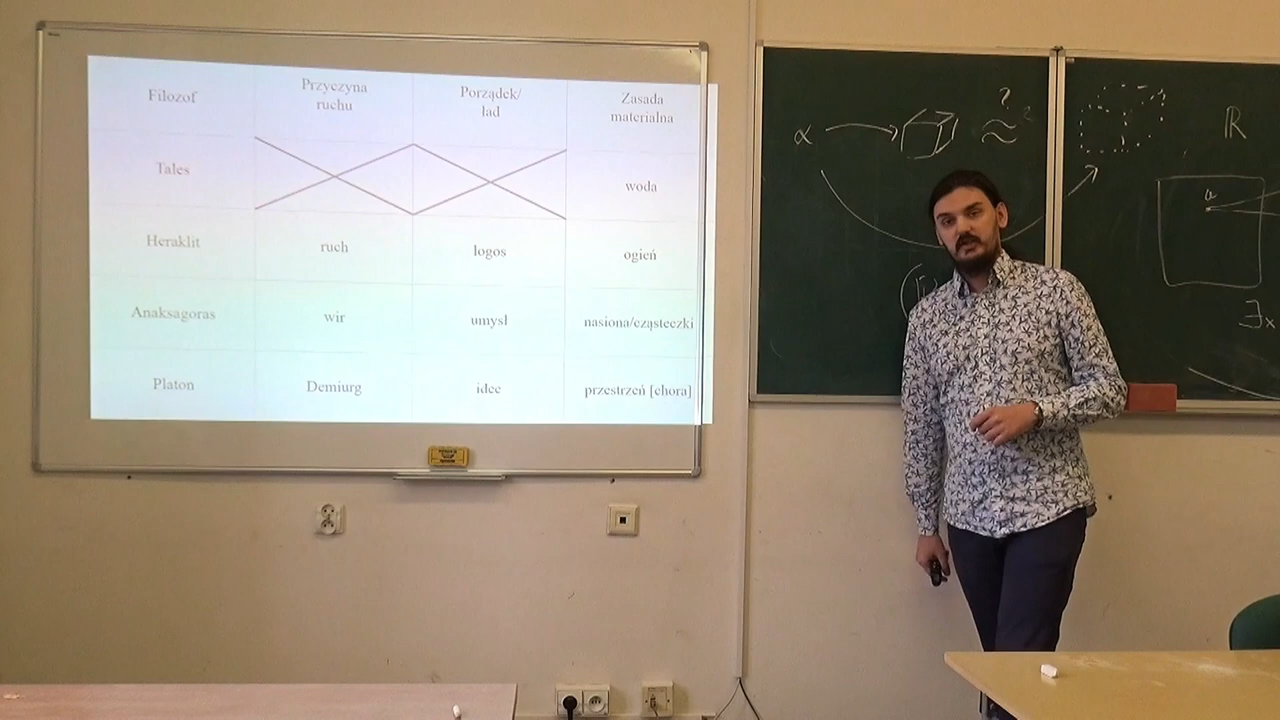 Filozof
Przyczyna
ruchu
Porządek/
ład
Zasada
materialna
Tales
woda
Heraklit
ruch
logos
ogień
Anaksagoras
wir
umysł
nasiona/cząsteczki
Platon
Demiurg
idee
przestrzeń [chora]
α
?
≈
?
ℝ
a
∃x